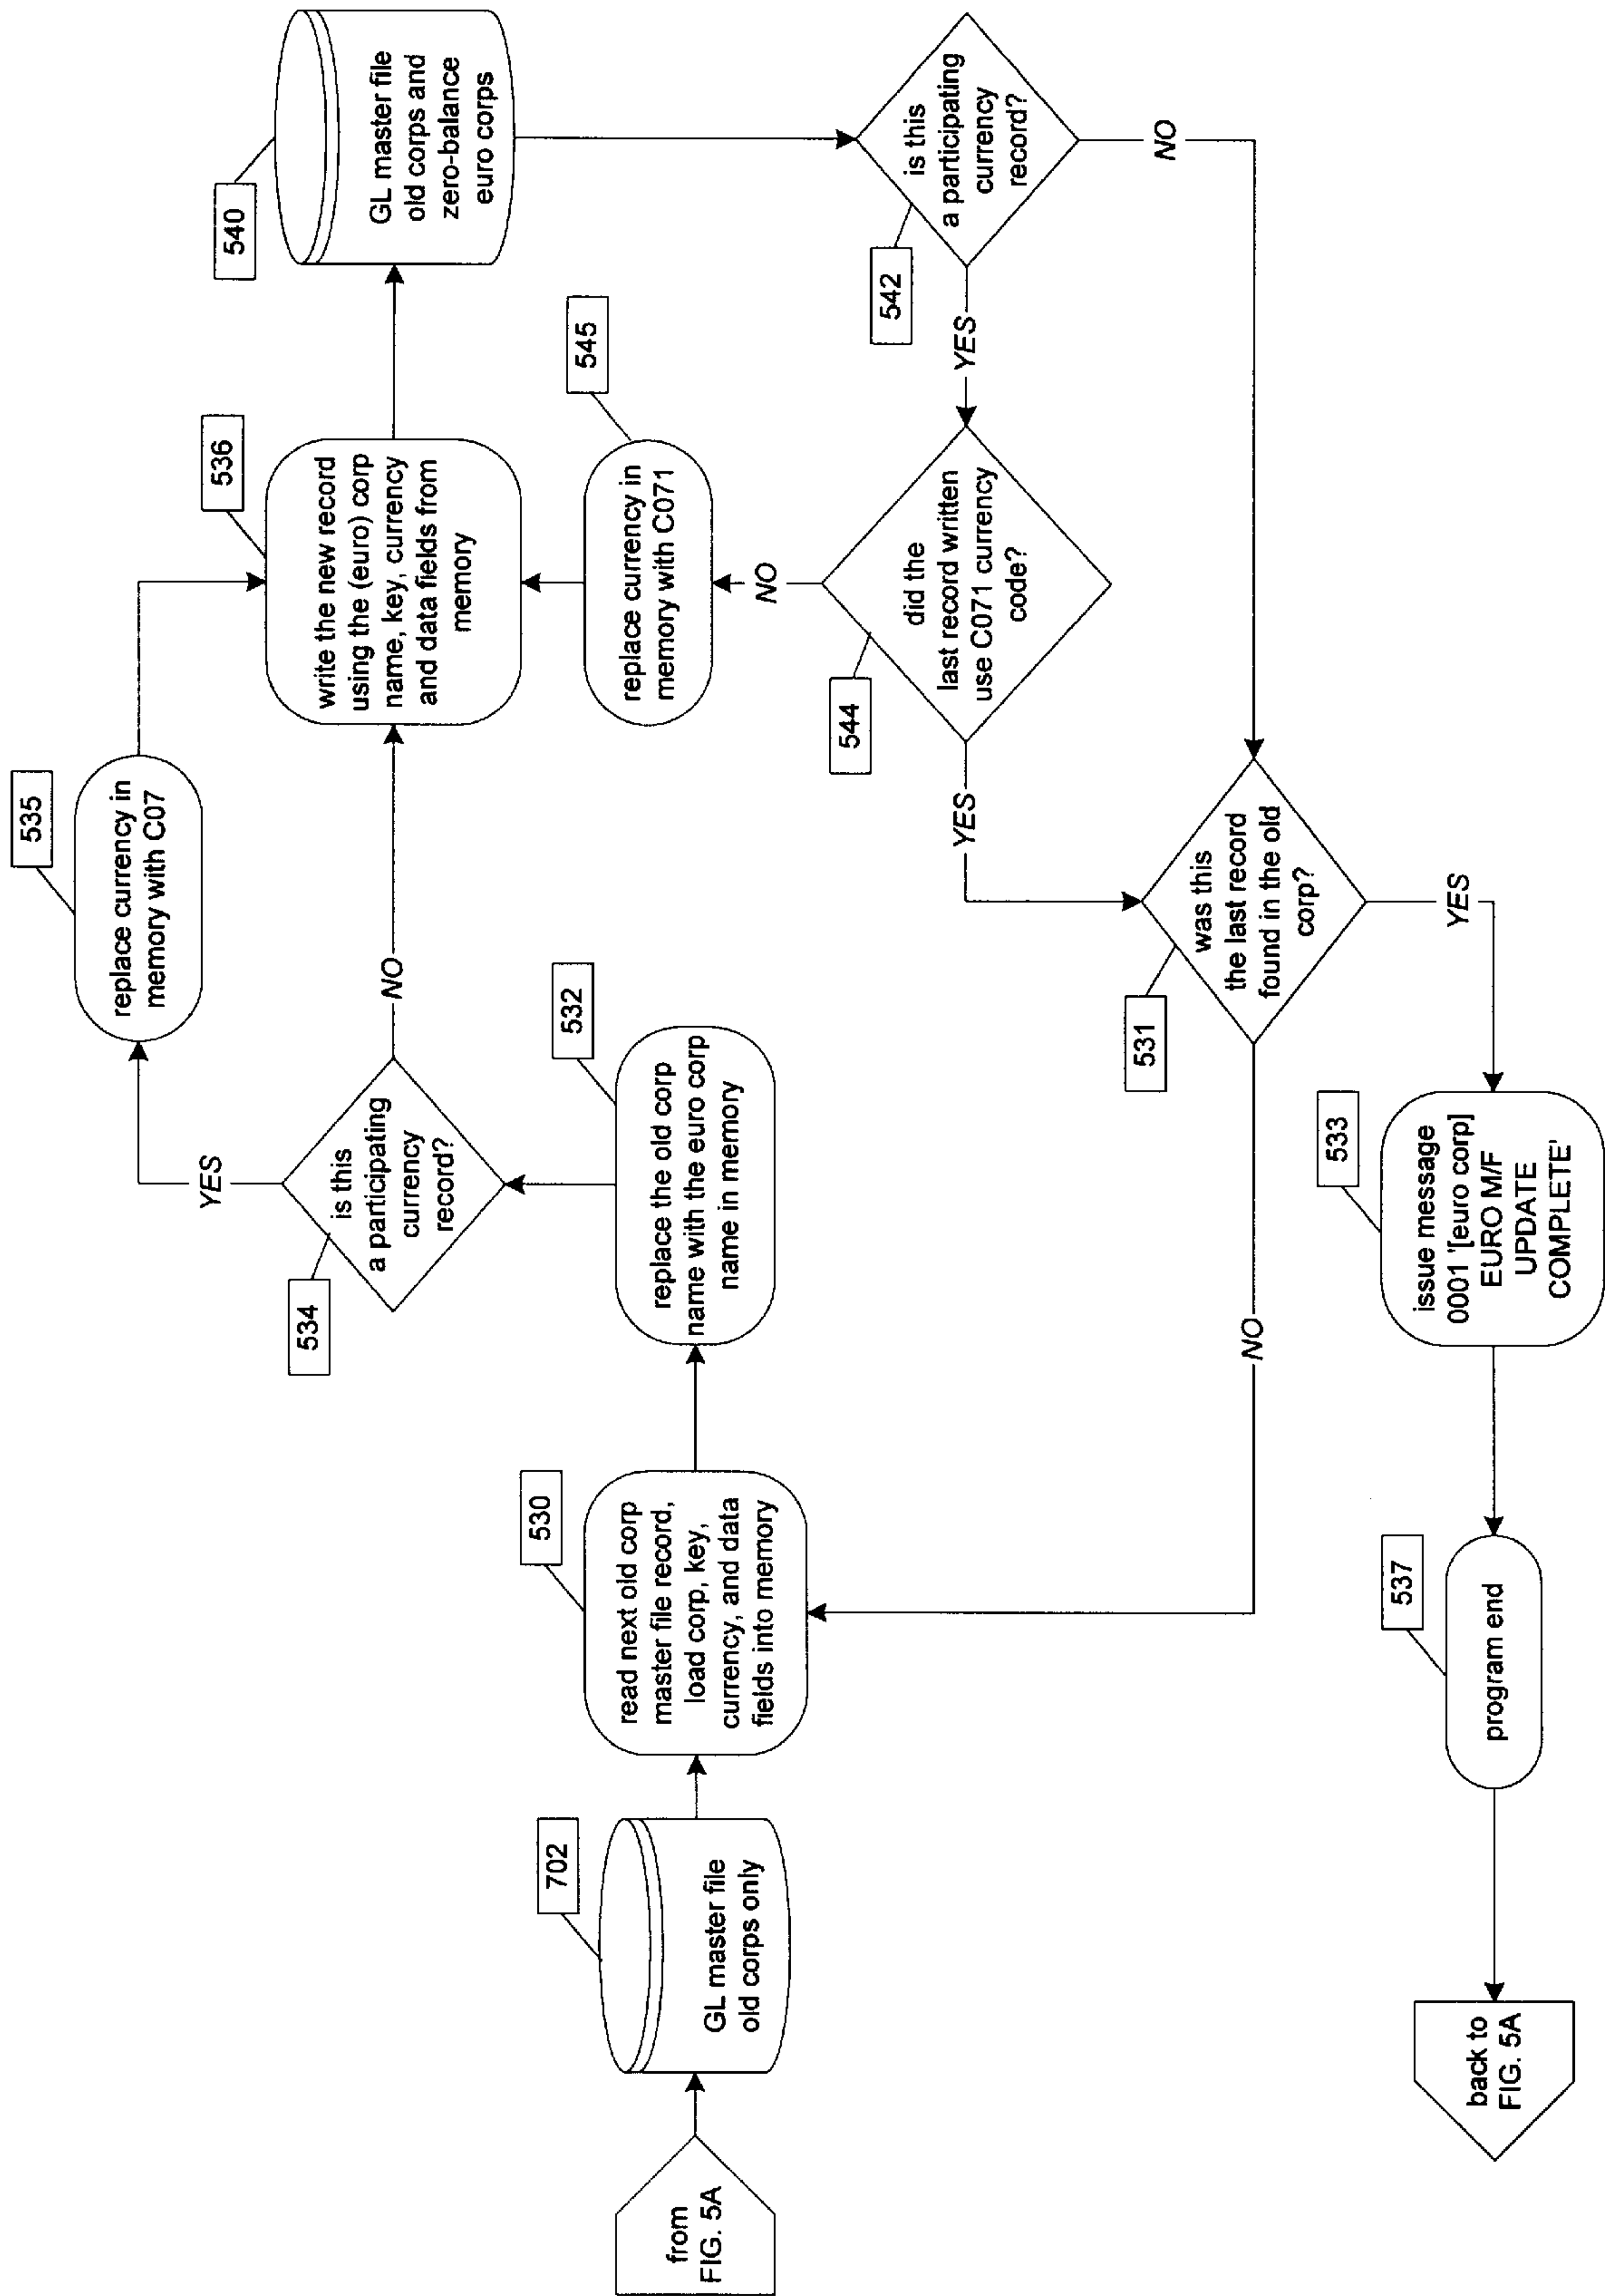 from
FIG. 5A
702
GL master file
old corps only
530
read next old corp
master file record,
load corp, key,
currency, and data
fields into memory
532
replace the old corp
name with the euro corp
name in memory
534
is this
a participating
currency
record?
YES
NO
535
replace currency in
memory with C07
536
write the new record
using the (euro) corp
name, key, currency
and data fields from
memory
540
GL master file
old corps and
zero-balance
euro corps
542
is this
a participating
currency
record?
YES
NO
544
did the
last record written
use C071 currency
code?
NO
YES
545
replace currency in
memory with C071
531
was this
the last record
found in the old
corp?
NO
YES
533
issue message
0001 '[euro corp]
EURO M/F
UPDATE
COMPLETE'
537
program end
back to
FIG. 5A